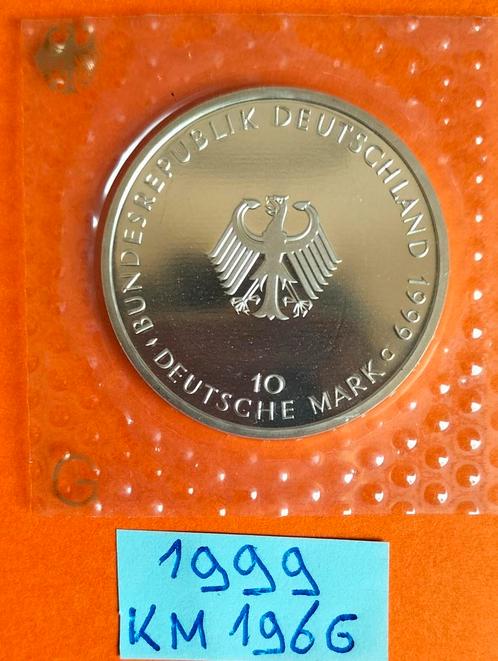 BUNDESREPUBLIK DEUTSCHLAND 1999
10
DEUTSCHE MARK G
G
1999
KM 196G